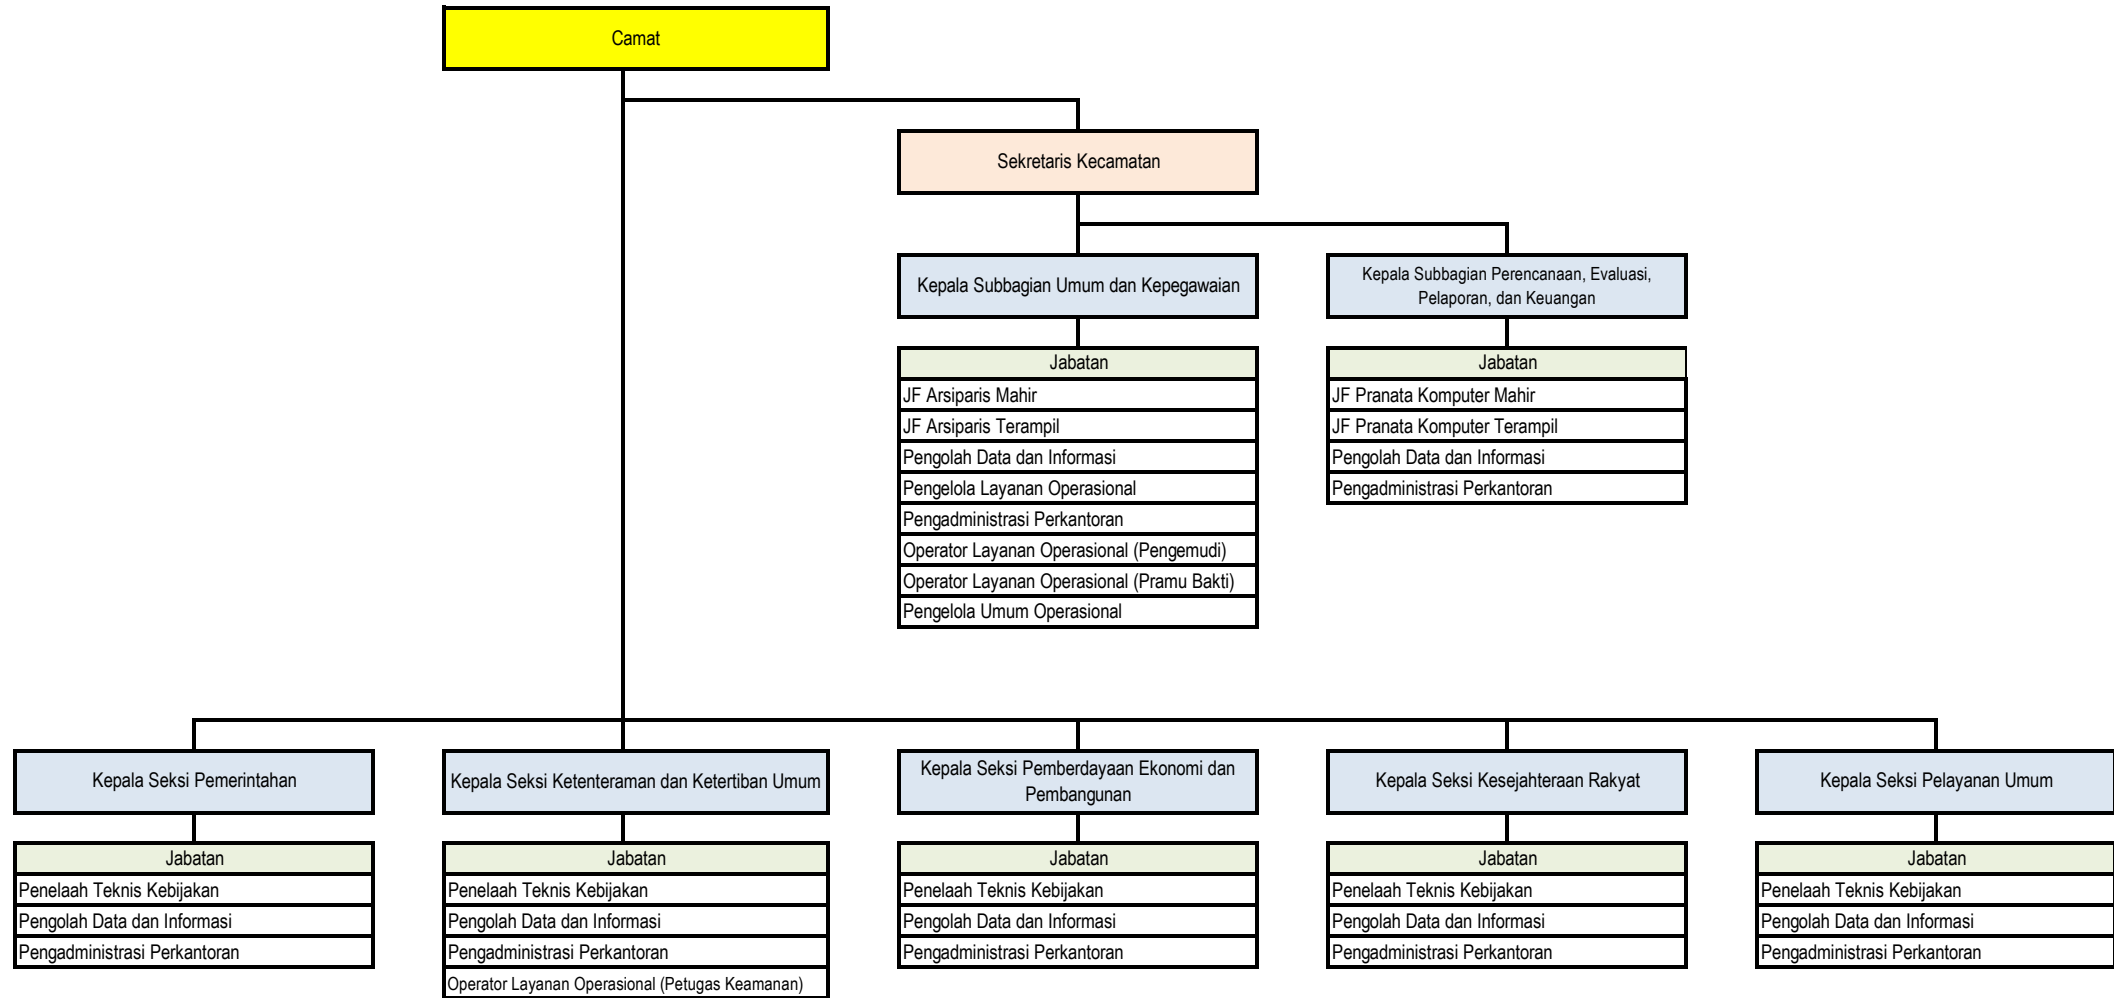 Camat
Sekretaris Kecamatan
Kepala Subbagian Umum dan Kepegawaian
Kepala Subbagian Perencanaan, Evaluasi,
Pelaporan, dan Keuangan
Jabatan
JF Arsiparis Mahir
JF Arsiparis Terampil
Pengolah Data dan Informasi
Pengelola Layanan Operasional
Pengadministrasi Perkantoran
Operator Layanan Operasional (Pengemudi)
Operator Layanan Operasional (Pramu Bakti)
Pengelola Umum Operasional
Jabatan
JF Pranata Komputer Mahir
JF Pranata Komputer Terampil
Pengolah Data dan Informasi
Pengadministrasi Perkantoran
Kepala Seksi Pemerintahan
Jabatan
Penelaah Teknis Kebijakan
Pengolah Data dan Informasi
Pengadministrasi Perkantoran
Kepala Seksi Ketenteraman dan Ketertiban Umum
Jabatan
Penelaah Teknis Kebijakan
Pengolah Data dan Informasi
Pengadministrasi Perkantoran
Operator Layanan Operasional (Petugas Keamanan)
Kepala Seksi Pemberdayaan Ekonomi dan
Pembangunan
Jabatan
Penelaah Teknis Kebijakan
Pengolah Data dan Informasi
Pengadministrasi Perkantoran
Kepala Seksi Kesejahteraan Rakyat
Jabatan
Penelaah Teknis Kebijakan
Pengolah Data dan Informasi
Pengadministrasi Perkantoran
Kepala Seksi Pelayanan Umum
Jabatan
Penelaah Teknis Kebijakan
Pengolah Data dan Informasi
Pengadministrasi Perkantoran